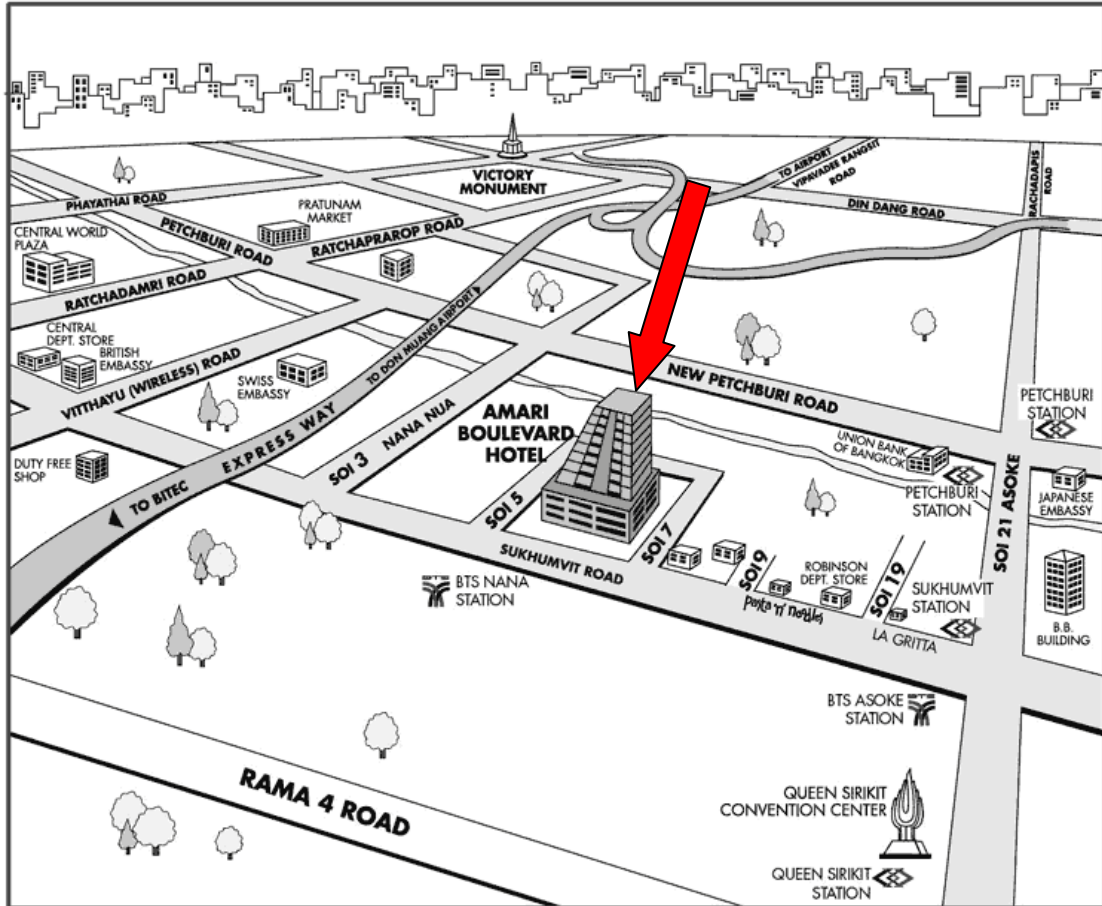 VICTORY
MONUMENT
TO AIRPORT
VIPAVADEE RANGSIT
ROAD
RACHADAPIS
ROAD
PHAYATHAI ROAD
PRATUNAM
MARKET
DIN DANG ROAD
CENTRAL WORLD
PLAZA
PETCHBURI ROAD
RATCHAPRAROP ROAD
RATCHADAMRI ROAD
CENTRAL
DEPT. STORE
BRITISH
EMBASSY
VITTHAYU (WIRELESS) ROAD
SWISS
EMBASSY
TO DON MUANG AIRPORT
NEW PETCHBURI ROAD
PETCHBURI
STATION
EXPRESS WAY
SOI 3 NANA NUA
AMARI
BOULEVARD
HOTEL
UNION BANK
OF BANGKOK
DUTY FREE
SHOP
TO BITEC
PETCHBURI
STATION
JAPANESE
EMBASSY
SOI 5
SOI 7
SOI 9
SOI 19
SOI 21 ASOKE
SUKHUMVIT ROAD
ROBINSON
DEPT. STORE
BTS NANA
STATION
SUKHUMVIT
STATION
LA GRITTA
B.B.
BUILDING
BTS ASOKE
STATION
RAMA 4 ROAD
QUEEN SIRIKIT
CONVENTION CENTER
QUEEN SIRIKIT
STATION